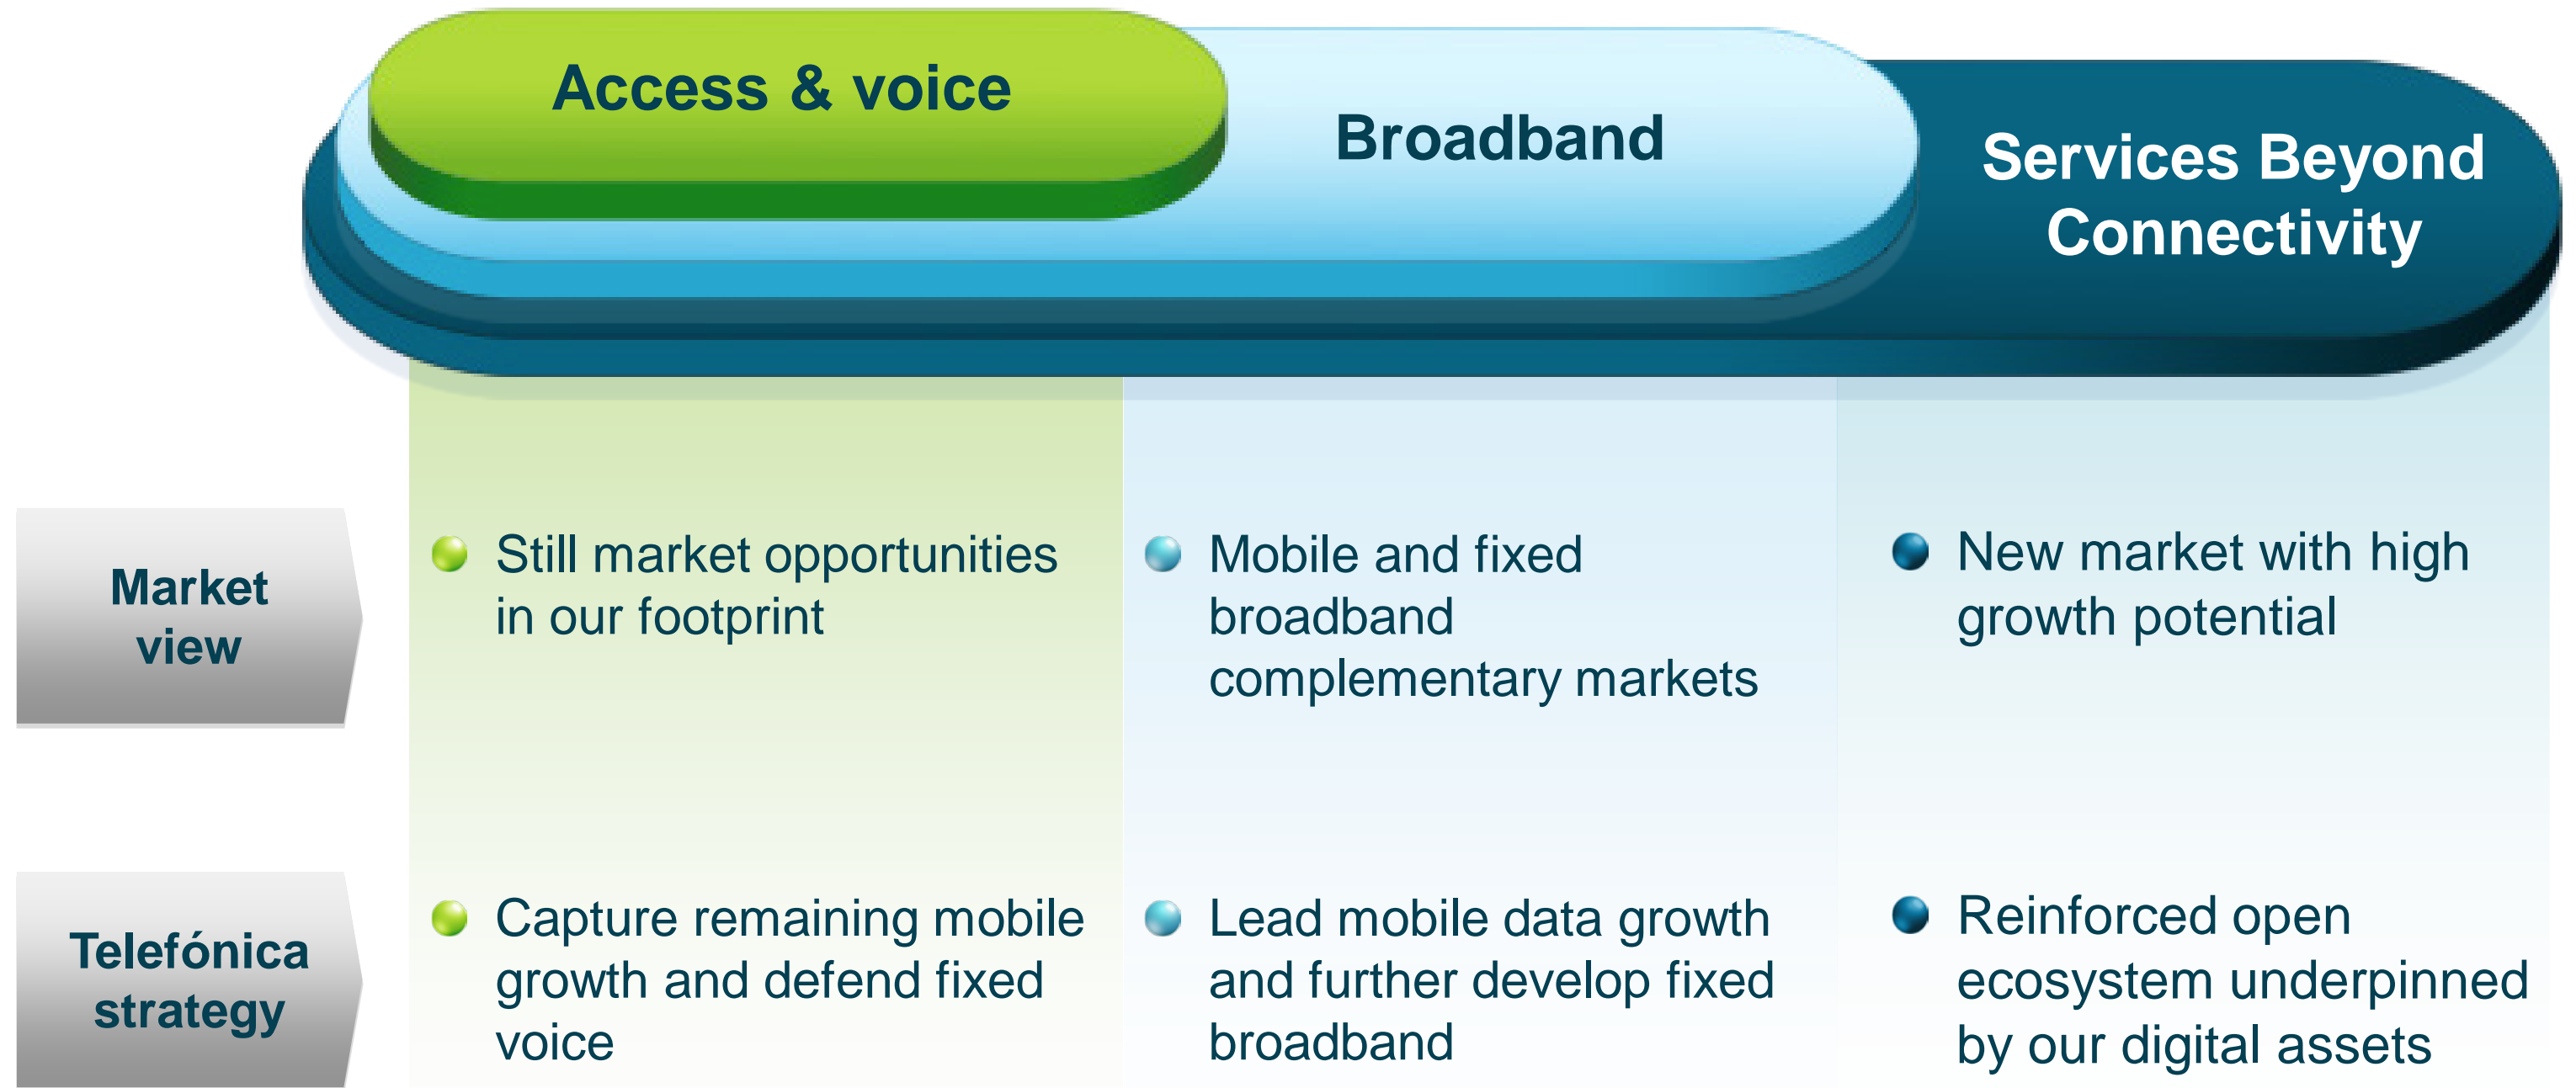 Access & voice
Broadband
Services Beyond
Connectivity
Market
view
Still market opportunities
in our footprint
Mobile and fixed
broadband
complementary markets
New market with high
growth potential
Telefónica
strategy
Capture remaining mobile
growth and defend fixed
voice
Lead mobile data growth
and further develop fixed
broadband
Reinforced open
ecosystem underpinned
by our digital assets